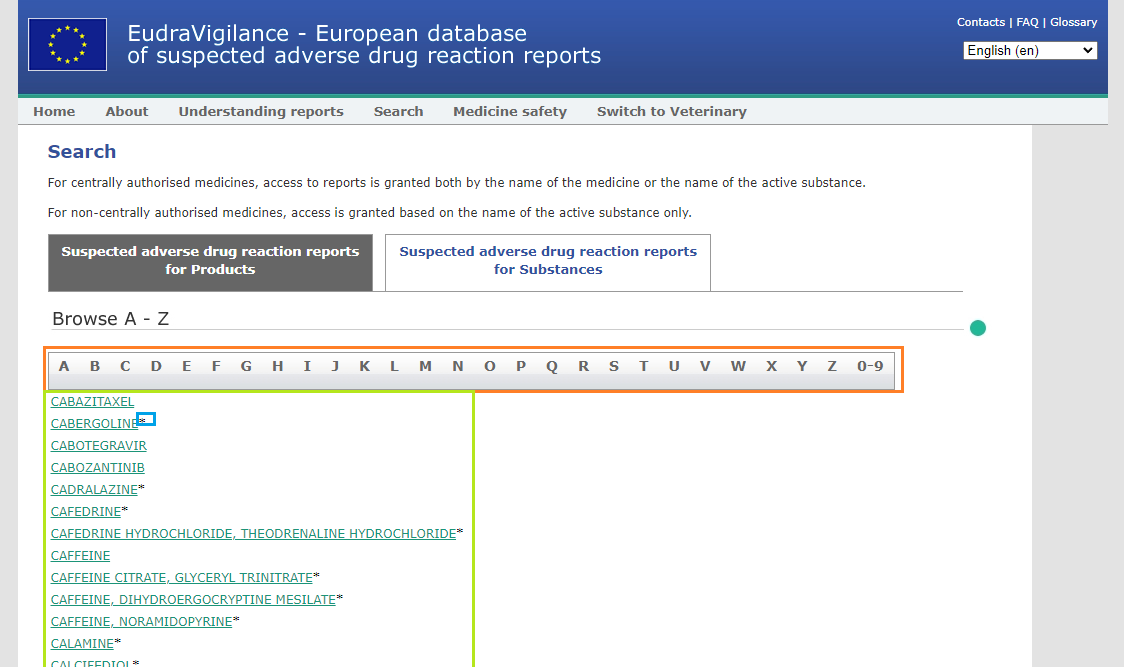 EudraVigilance - European database
of suspected adverse drug reaction reports
Contacts | FAQ | Glossary
English (en)
Home About Understanding reports Search Medicine safety Switch to Veterinary
Search
For centrally authorised medicines, access to reports is granted both by the name of the medicine or the name of the active substance.
For non-centrally authorised medicines, access is granted based on the name of the active substance only.
Suspected adverse drug reaction reports
for Products
Suspected adverse drug reaction reports
for Substances
Browse A - Z
A B C D E F G H I J K L M N O P Q R S T U V W X Y Z 0-9
CABAZITAXEL
CABERGOLINE*
CABOTEGRAVIR
CABOZANTINIB
CADRALAZINE*
CAFEDRINE*
CAFEDRINE HYDROCHLORIDE, THEODRENALINE HYDROCHLORIDE*
CAFFEINE
CAFFEINE CITRATE, GLYCERYL TRINITRATE*
CAFFEINE, DIHYDROERGOCRYPTINE MESILATE*
CAFFEINE, NORAMIDOPYRINE*
CALAMINE*
CALCIFEDIOL*